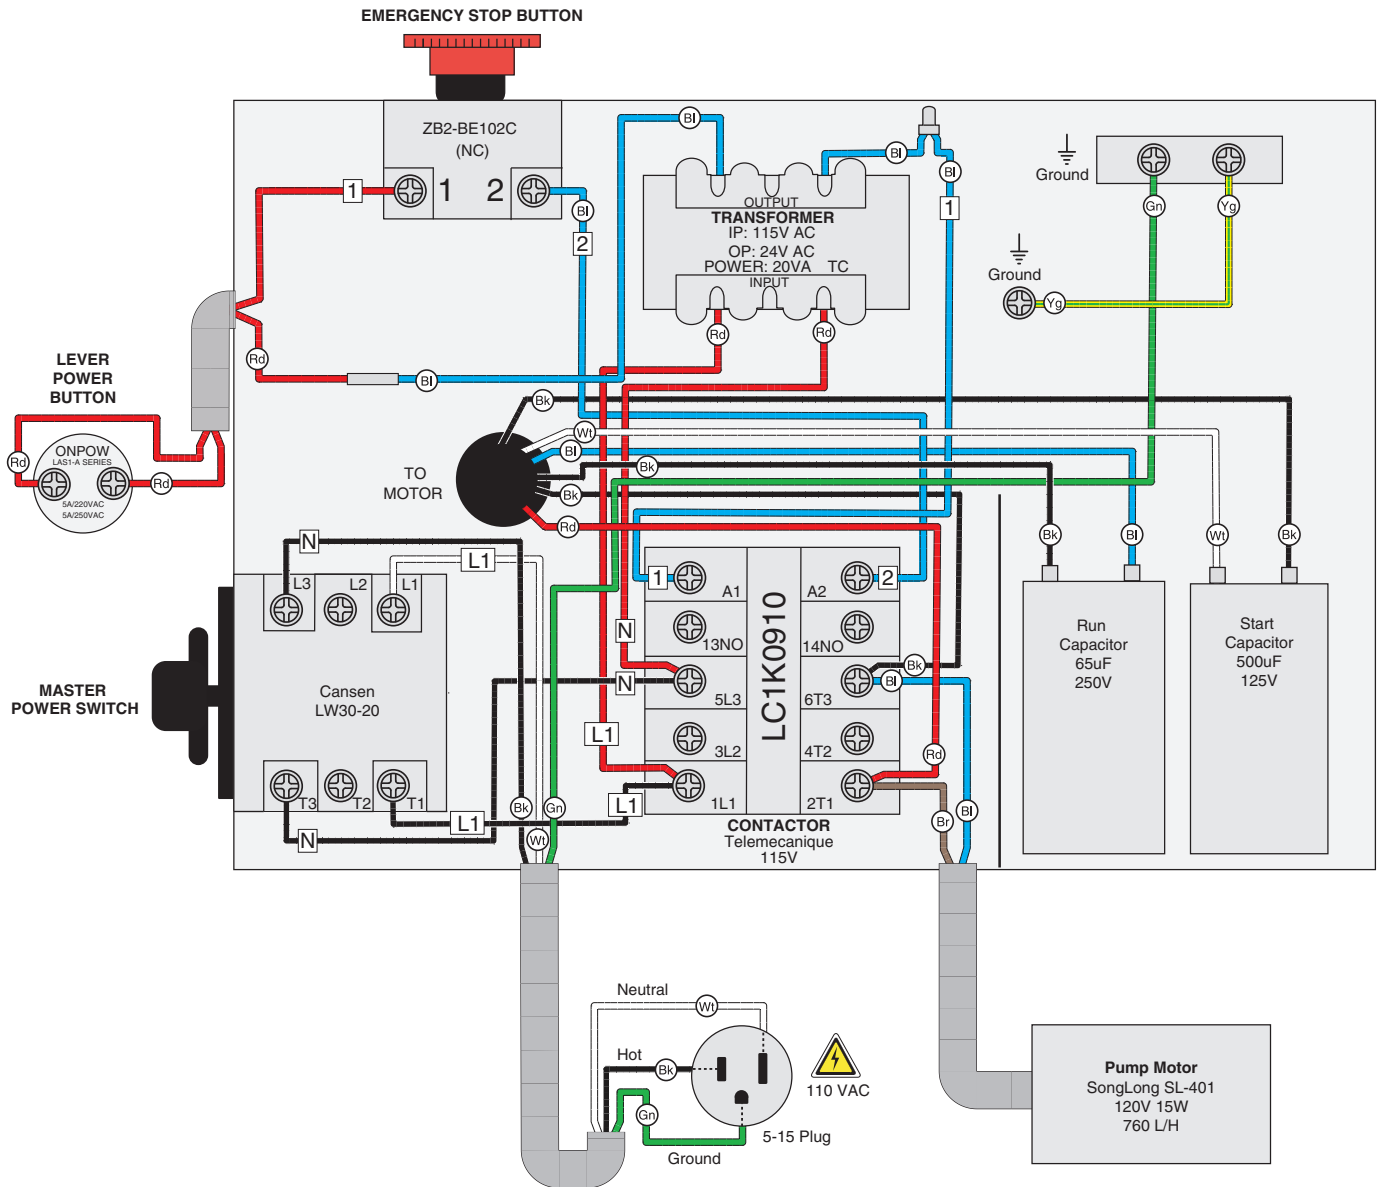 EMERGENCY STOP BUTTON
ZB2-BE102C
(NC)
1 2
1
Bl
2
Bl
Bl
Bl
1
OUTPUT
TRANSFORMER
IP: 115V AC
OP: 24V AC
POWER: 20VA TC
INPUT
Rd
Rd
Ground
Gn
Yg
Ground
Yg
Rd
Bl
LEVER
POWER
BUTTON
ONPOW
LAS1-A SERIES
5A/220VAC
5A/250VAC
Rd
Rd
TO
MOTOR
Bk
Wt
Bl
Bk
Bk
Rd
Bk
Bl
Wt
Bk
Run
Capacitor
65uF
250V
Start
Capacitor
500uF
125V
MASTER
POWER SWITCH
N
L1
L3
L2
L1
Cansen
LW30-20
T3
T2
T1
N
L1
Bk
Wt
Gn
N
N
L1
L1
1
A1
13NO
5L3
3L2
1L1
LC1K0910
A2
2
14NO
6T3
4T2
2T1
Bk
Bl
Rd
Br
Bl
CONTACTOR
Telemecanique
115V
Neutral
Wt
Hot
Bk
Gn
Ground
5-15 Plug
110 VAC
Pump Motor
SongLong SL-401
120V 15W
760 L/H